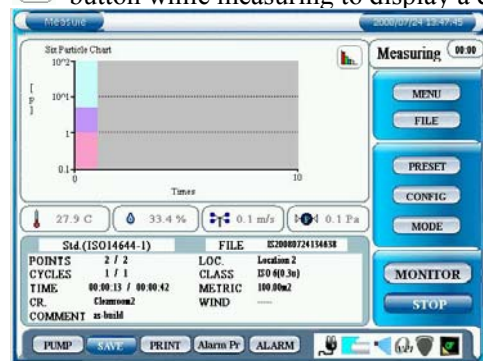 button while measuring to display a c
Measure
2000/07/24 13:47:45
Six Particle Chart
10^2
[
P
]
10^1
1
0.1
0
10
Times
Measuring 00:00
MENU
FILE
PRESET
CONFIG
MODE
MONITOR
STOP
27.9 C 33.4 % 0.1 m/s 0.1 Pa
Std.(ISO14644-1) FILE IS20080724134638
POINTS 2 / 2 LOC. Location 2
CYCLES 1 / 1 CLASS ISO 6(0.3u)
TIME 00:00:13 / 00:00:42 METRIC 100.00m2
CR. Cleanroom2 WIND ----
COMMENT as-build
PUMP SAVE PRINT Alarm Pr ALARM